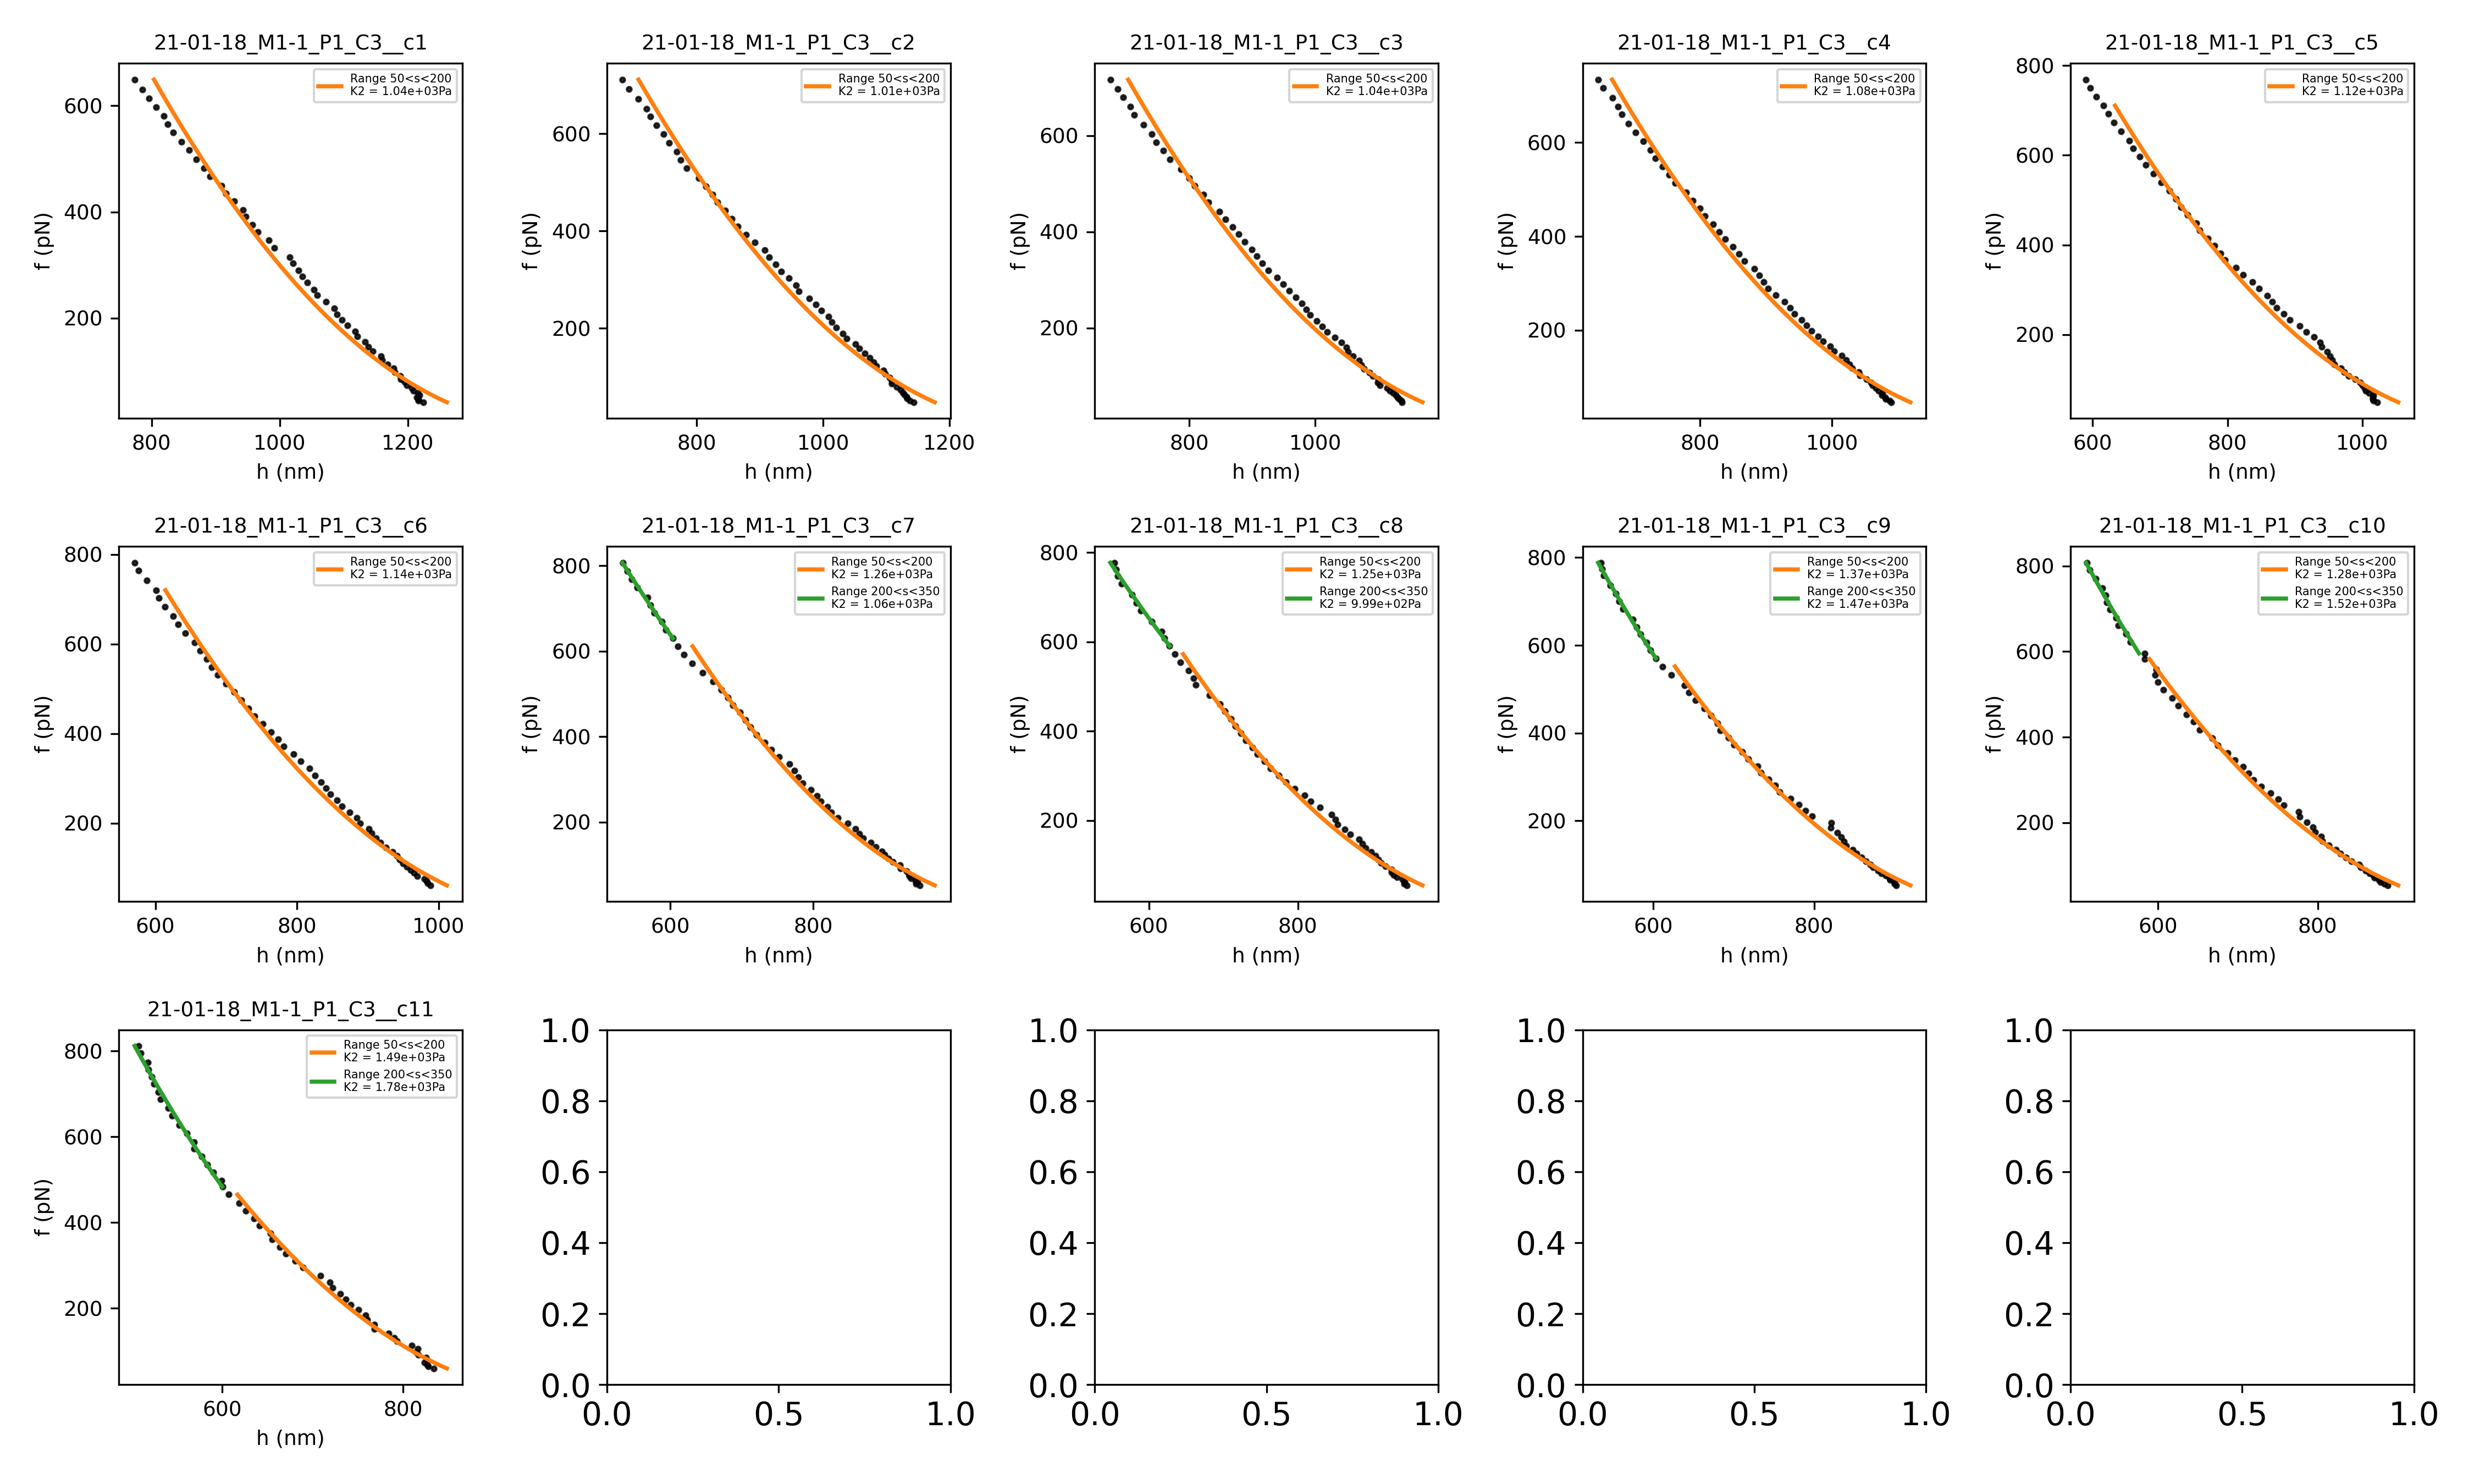 21-01-18_M1-1_P1_C3__c1
Range 50<s<200
K2 = 1.04e+03Pa
600
400
200
f (pN)
800
1000
1200
h (nm)
21-01-18_M1-1_P1_C3__c2
Range 50<s<200
K2 = 1.01e+03Pa
600
400
200
f (pN)
800
1000
1200
h (nm)
21-01-18_M1-1_P1_C3__c3
Range 50<s<200
K2 = 1.04e+03Pa
600
400
200
f (pN)
800
1000
h (nm)
21-01-18_M1-1_P1_C3__c4
Range 50<s<200
K2 = 1.08e+03Pa
600
400
200
f (pN)
800
1000
h (nm)
21-01-18_M1-1_P1_C3__c5
Range 50<s<200
K2 = 1.12e+03Pa
800
600
400
200
f (pN)
600
800
1000
h (nm)
21-01-18_M1-1_P1_C3__c6
Range 50<s<200
K2 = 1.14e+03Pa
800
600
400
200
f (pN)
600
800
1000
h (nm)
21-01-18_M1-1_P1_C3__c7
Range 50<s<200
K2 = 1.26e+03Pa
Range 200<s<350
K2 = 1.06e+03Pa
800
600
400
200
f (pN)
600
800
h (nm)
21-01-18_M1-1_P1_C3__c8
Range 50<s<200
K2 = 1.25e+03Pa
Range 200<s<350
K2 = 9.99e+02Pa
800
600
400
200
f (pN)
600
800
h (nm)
21-01-18_M1-1_P1_C3__c9
Range 50<s<200
K2 = 1.37e+03Pa
Range 200<s<350
K2 = 1.47e+03Pa
800
600
400
200
f (pN)
600
800
h (nm)
21-01-18_M1-1_P1_C3__c10
Range 50<s<200
K2 = 1.28e+03Pa
Range 200<s<350
K2 = 1.52e+03Pa
800
600
400
200
f (pN)
600
800
h (nm)
21-01-18_M1-1_P1_C3__c11
Range 50<s<200
K2 = 1.49e+03Pa
Range 200<s<350
K2 = 1.78e+03Pa
800
600
400
200
f (pN)
600
800
h (nm)
1.0
0.8
0.6
0.4
0.2
0.0
0.0
0.5
1.0
1.0
0.8
0.6
0.4
0.2
0.0
0.0
0.5
1.0
1.0
0.8
0.6
0.4
0.2
0.0
0.0
0.5
1.0
1.0
0.8
0.6
0.4
0.2
0.0
0.0
0.5
1.0